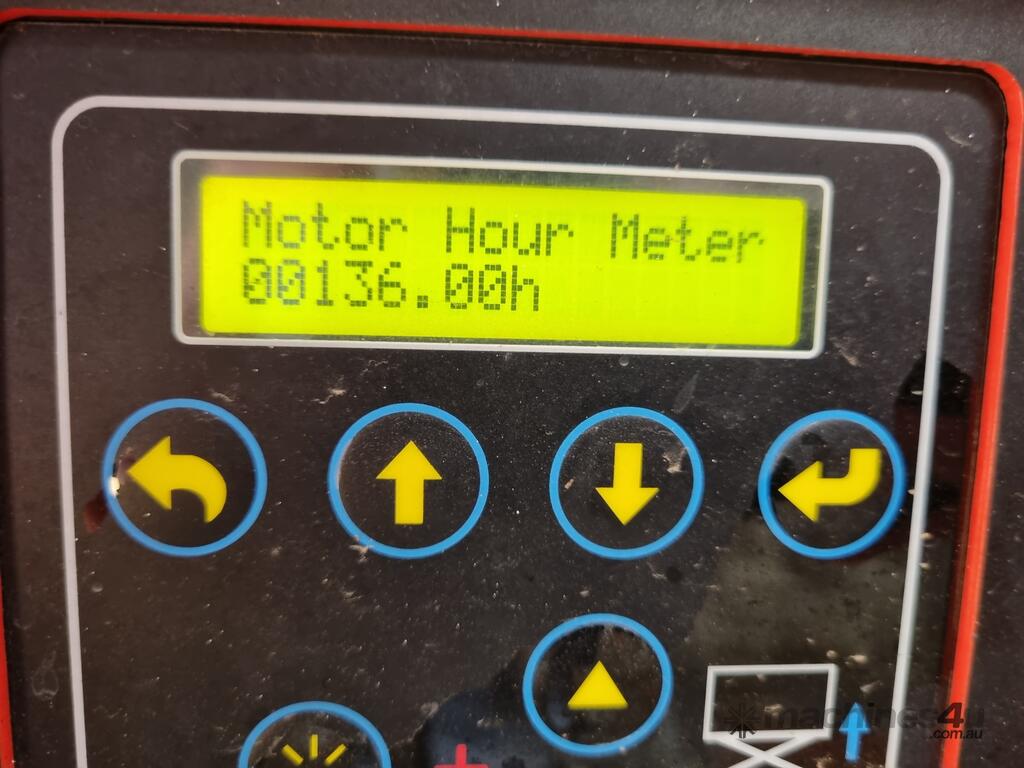 Motor Hour Meter
00136.00h
machines4u
.com.au